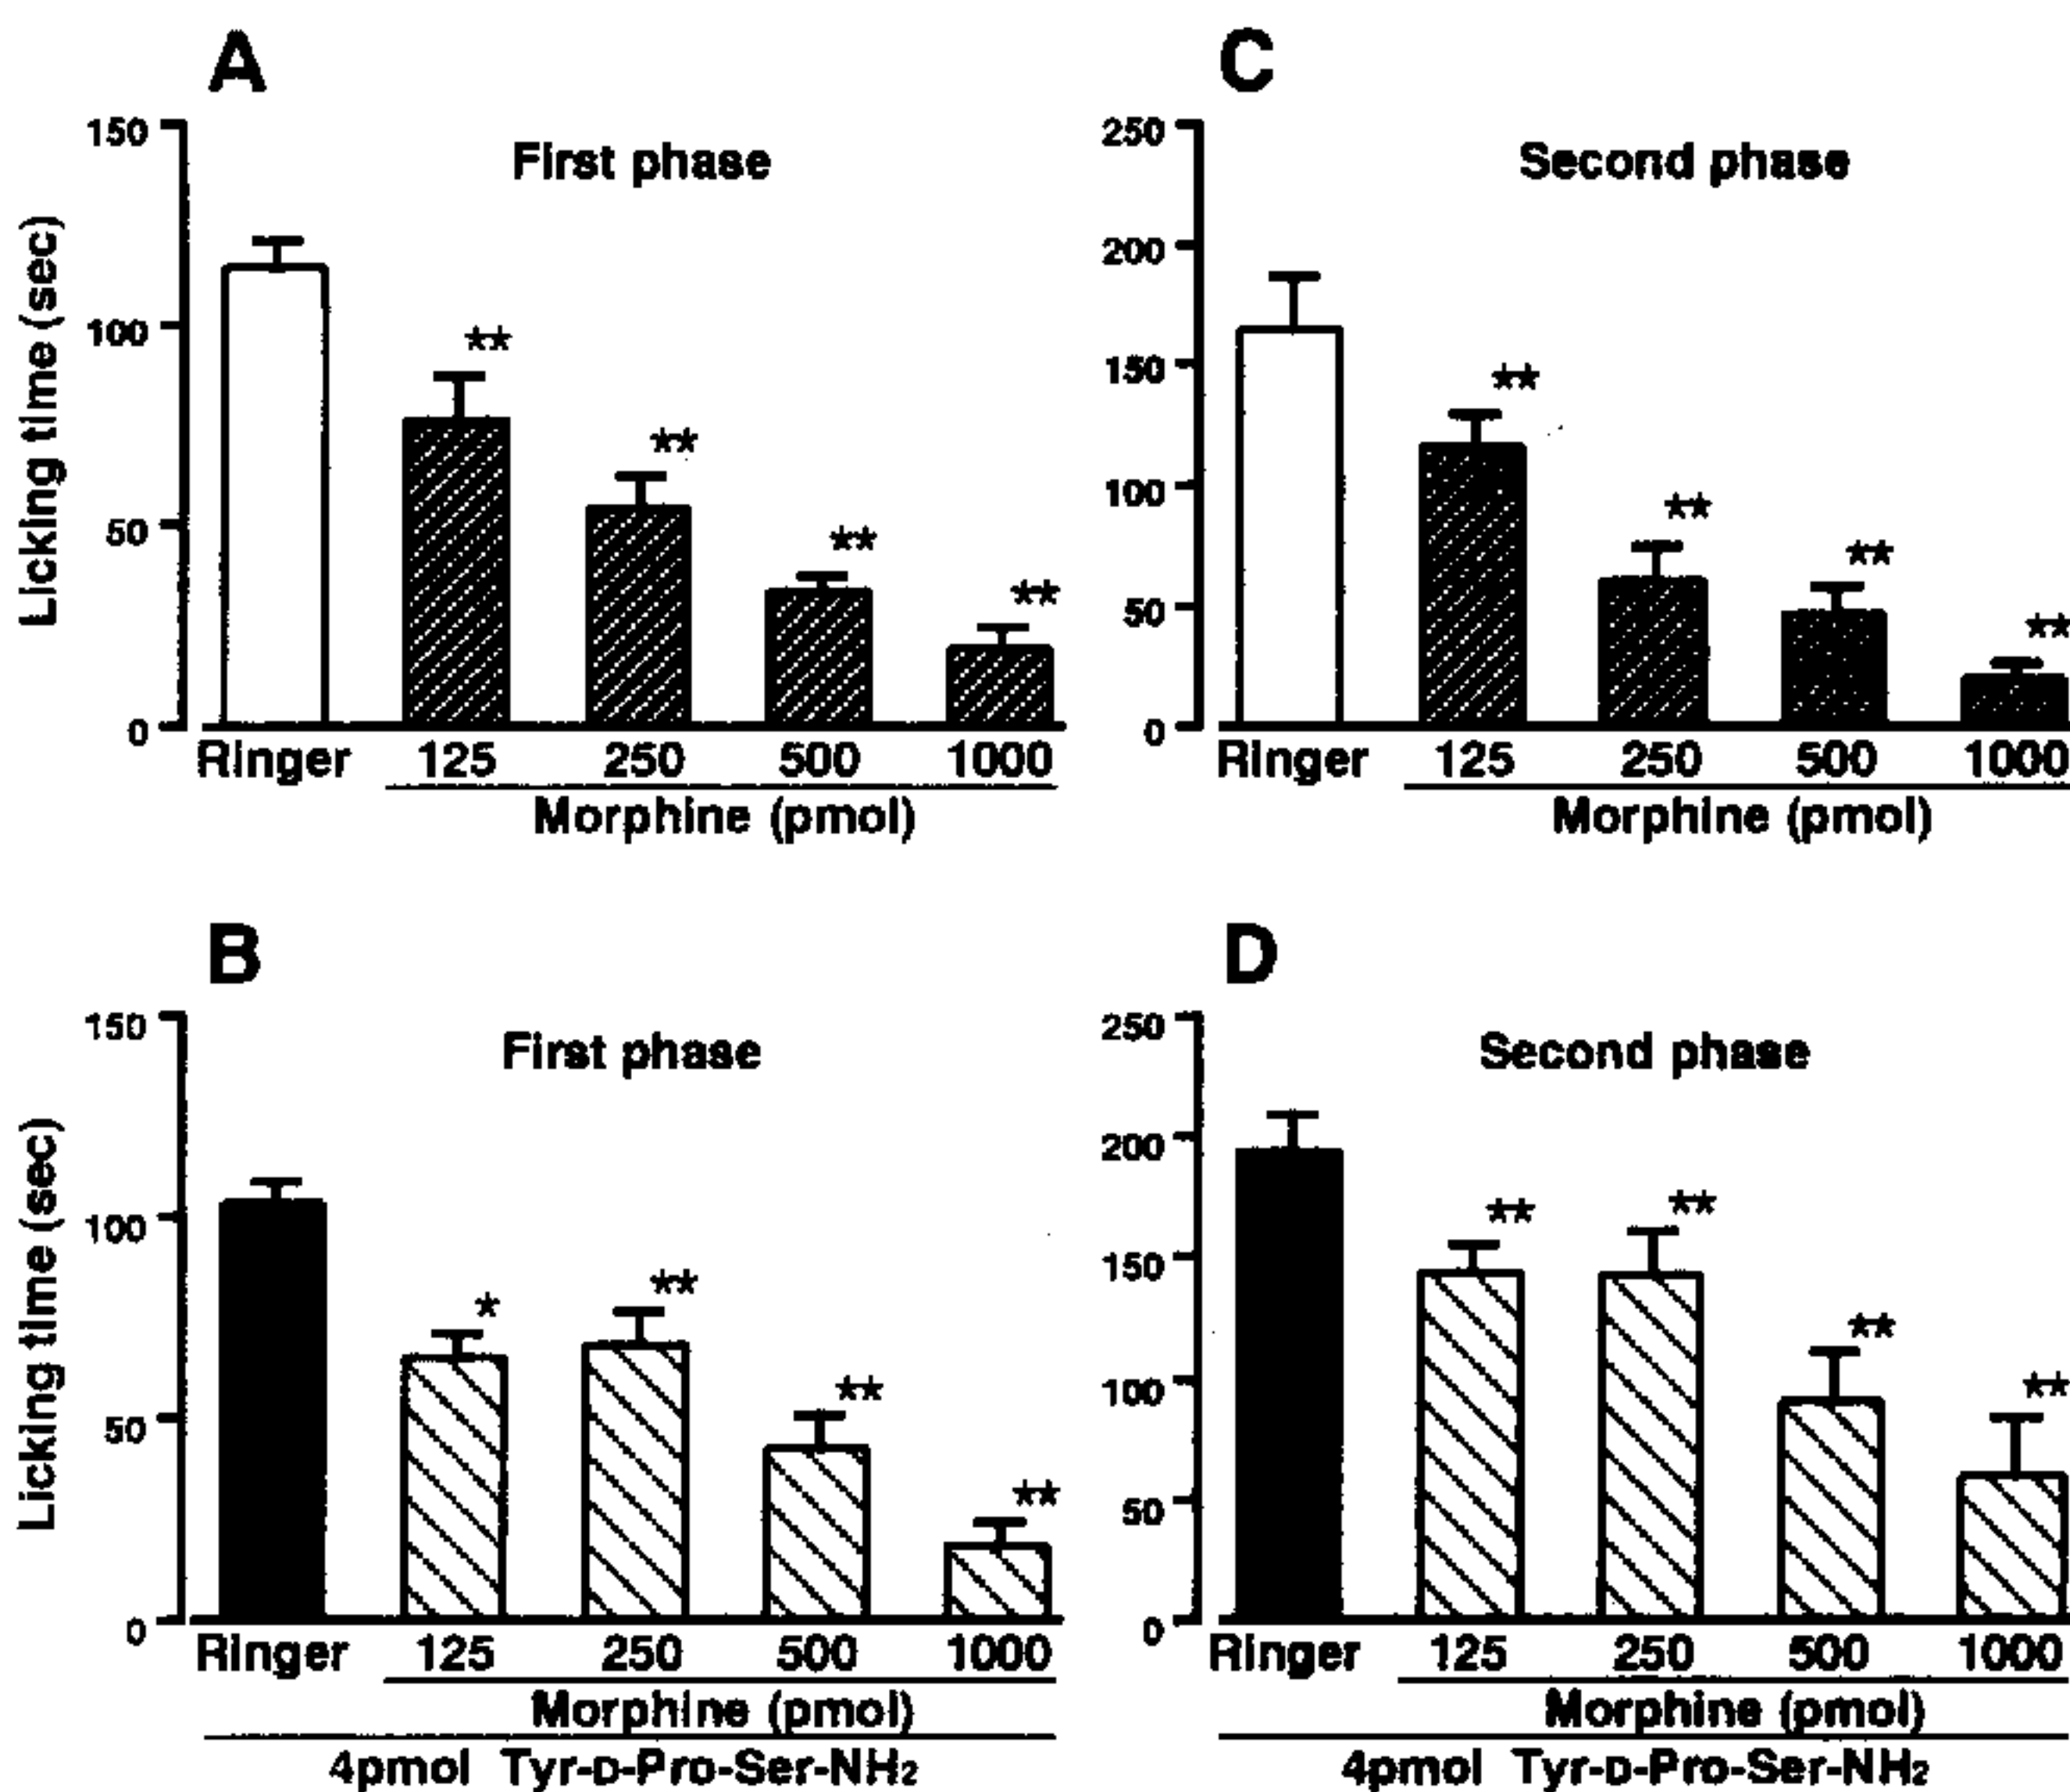 A
150
100
50
0
Licking time (sec)
First phase
**
**
**
**
Ringer 125 250 500 1000
Morphine (pmol)
C
250
200
150
100
50
0
Second phase
**
**
**
**
Ringer 125 250 500 1000
Morphine (pmol)
B
150
100
50
0
Licking time (sec)
First phase
*
**
**
**
Ringer 125 250 500 1000
Morphine (pmol)
4pmol Tyr-D-Pro-Ser-NH₂
D
250
200
150
100
50
0
Second phase
**
**
**
**
Ringer 125 250 500 1000
Morphine (pmol)
4pmol Tyr-D-Pro-Ser-NH₂